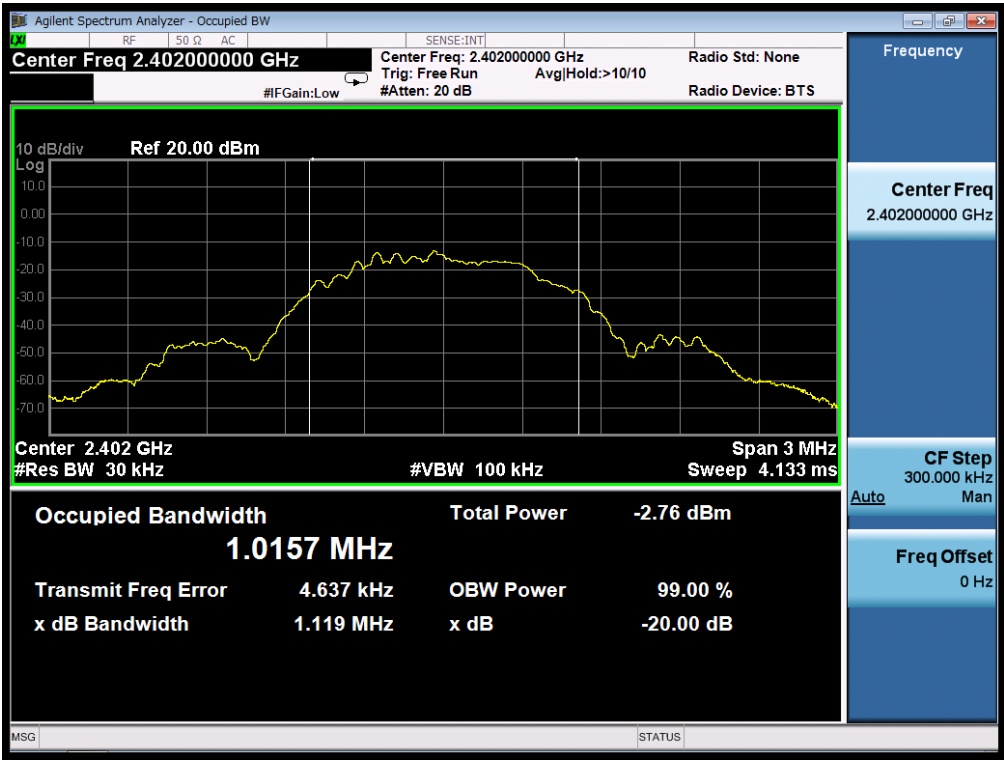 Agilent Spectrum Analyzer - Occupied BW
LXI
RF 50 Ω AC SENSE:INT
Center Freq 2.402000000 GHz
Center Freq: 2.402000000 GHz Radio Std: None
Trig: Free Run Avg|Hold:>10/10
#IFGain:Low #Atten: 20 dB Radio Device: BTS
10 dB/div Ref 20.00 dBm
Log
10.0
0.00
-10.0
-20.0
-30.0
-40.0
-50.0
-60.0
-70.0
Center 2.402 GHz Span 3 MHz
#Res BW 30 kHz #VBW 100 kHz Sweep 4.133 ms
Occupied Bandwidth Total Power -2.76 dBm
1.0157 MHz
Transmit Freq Error 4.637 kHz OBW Power 99.00 %
x dB Bandwidth 1.119 MHz x dB -20.00 dB
Frequency
Center Freq
2.402000000 GHz
CF Step
300.000 kHz
Auto Man
Freq Offset
0 Hz
MSG STATUS